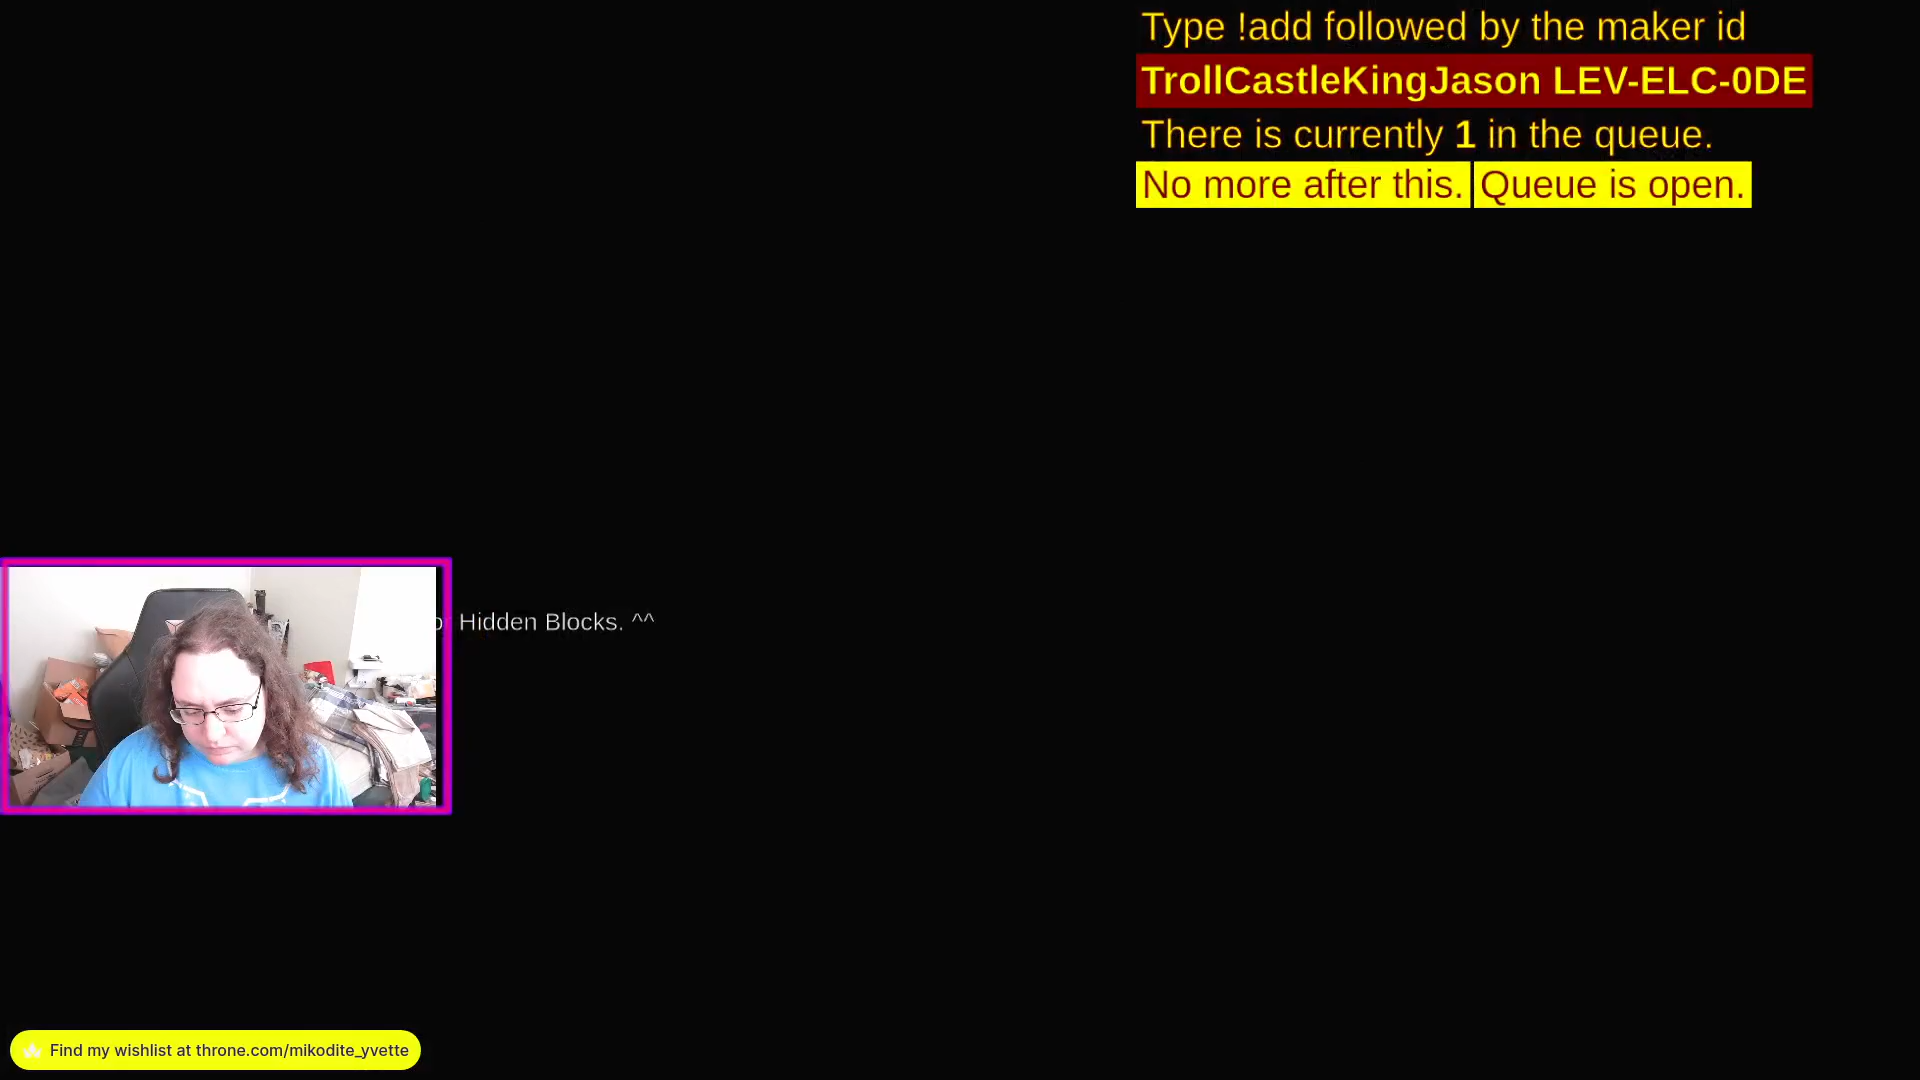 Type !add followed by the maker id
TrollCastleKingJason LEV-ELC-0DE
There is currently 1 in the queue.
No more after this. Queue is open.
Hidden Blocks. ^^
Find my wishlist at throne.com/mikodite_yvette